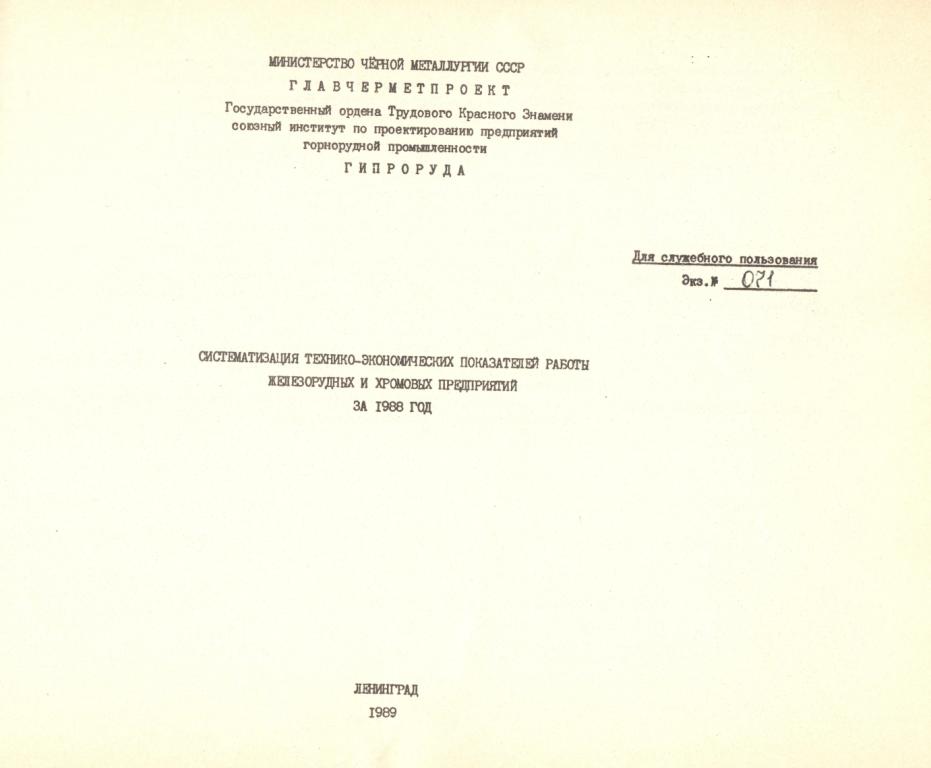 МИНИСТЕРСТВО ЧЁРНОЙ МЕТАЛЛУРГИИ СССР
ГЛАВЧЕРМЕТПРОЕКТ
Государственный ордена Трудового Красного Знамени
союзный институт по проектированию предприятий
горнорудной промышленности
ГИПРОРУДА
Для служебного пользования
Экз.№ 071
СИСТЕМАТИЗАЦИЯ ТЕХНИКО-ЭКОНОМИЧЕСКИХ ПОКАЗАТЕЛЕЙ РАБОТЫ
ЖЕЛЕЗОРУДНЫХ И ХРОМОВЫХ ПРЕДПРИЯТИЙ
ЗА 1988 ГОД
ЛЕНИНГРАД
1989